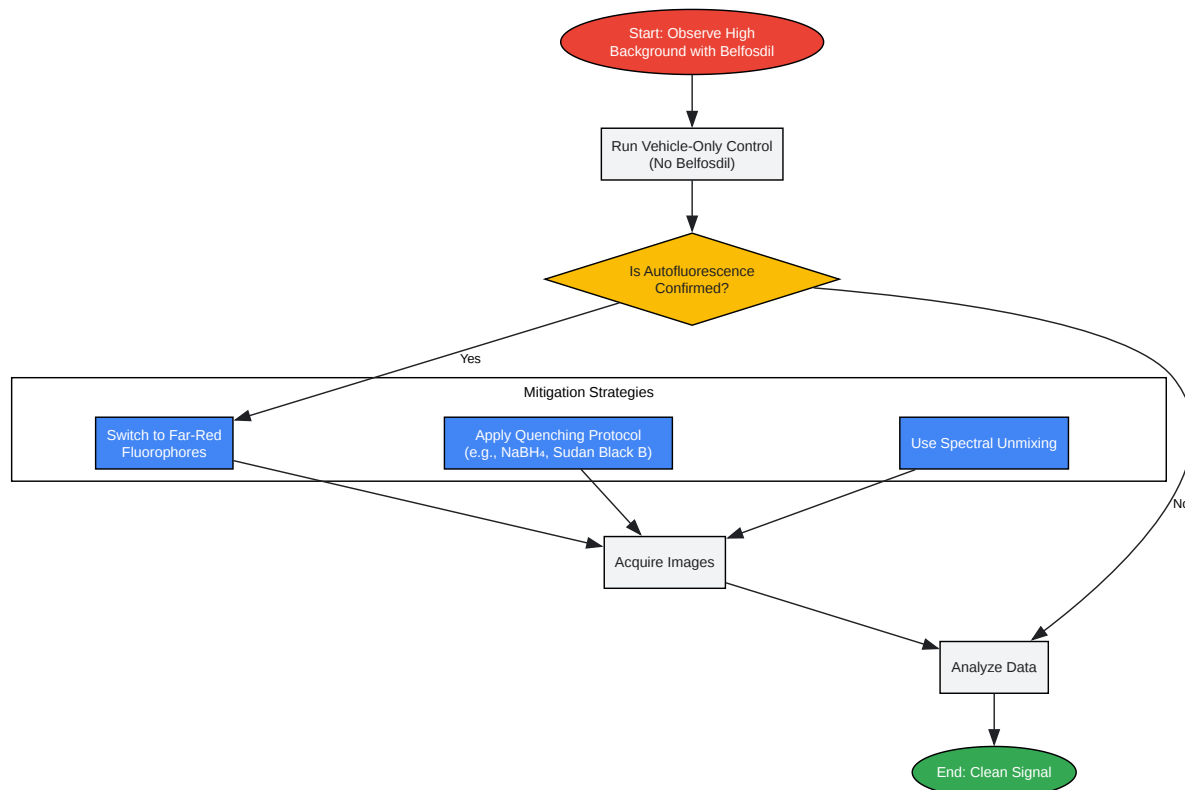 Start: Observe High
Background with Belfosdil
Run Vehicle-Only Control
(No Belfosdil)
Is Autofluorescence
Confirmed?
Yes
Mitigation Strategies
Switch to Far-Red
Fluorophores
Apply Quenching Protocol
(e.g., NaBH₄, Sudan Black B)
Use Spectral Unmixing
No
Acquire Images
Analyze Data
End: Clean Signal